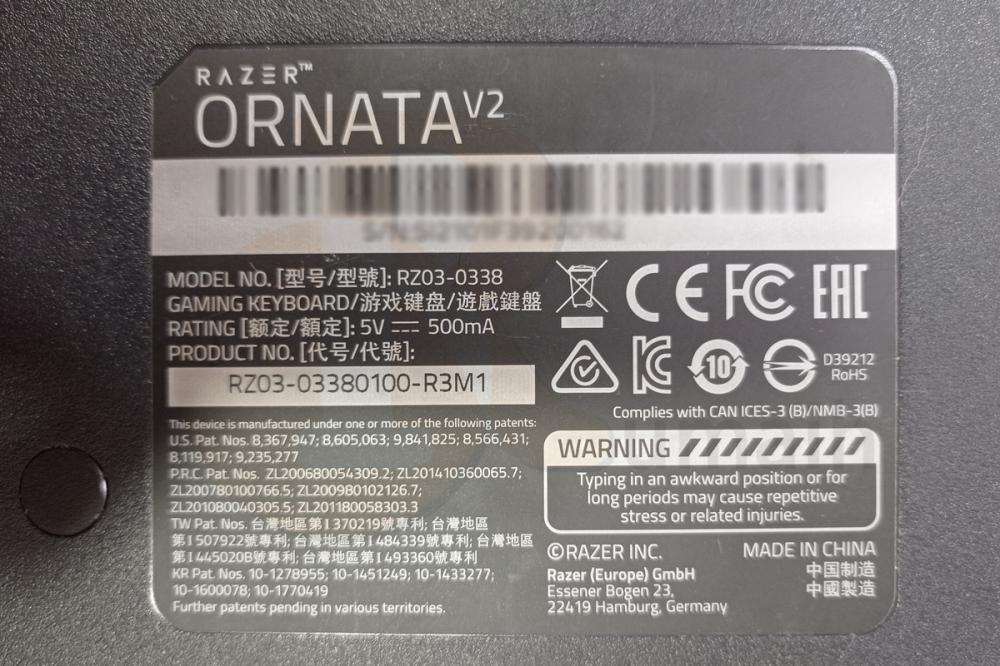 RAZER™
ORNATA V2
MODEL NO. [型号/型號]: RZ03-0338
GAMING KEYBOARD/游戏键盘/遊戲鍵盤
RATING [额定/額定]: 5V ⎓ 500mA
PRODUCT NO. [代号/代號]:
RZ03-03380100-R3M1
This device is manufactured under one or more of the following patents:
U.S. Pat. Nos. 8,367,947; 8,605,063; 9,841,825; 8,566,431;
8,119,917; 9,235,277
P.R.C. Pat. Nos. ZL200680054309.2; ZL201410360065.7;
ZL200780100766.5; ZL200980102126.7;
ZL201080040305.5; ZL201180058303.3
TW Pat. Nos. 台灣地區第I370219號專利; 台灣地區
第I507922號專利; 台灣地區第I484339號專利; 台灣地區
第I445020B號專利; 台灣地區第I493360號專利
KR Pat. Nos. 10-1278955; 10-1451249; 10-1433277;
10-1600078; 10-1770419
Further patents pending in various territories.
CE FC EAC
10
D39212
RoHS
Complies with CAN ICES-3 (B)/NMB-3(B)
WARNING
Typing in an awkward position or for
long periods may cause repetitive
stress or related injuries.
©RAZER INC.
Razer (Europe) GmbH
Essener Bogen 23,
22419 Hamburg, Germany
MADE IN CHINA
中国制造
中國製造